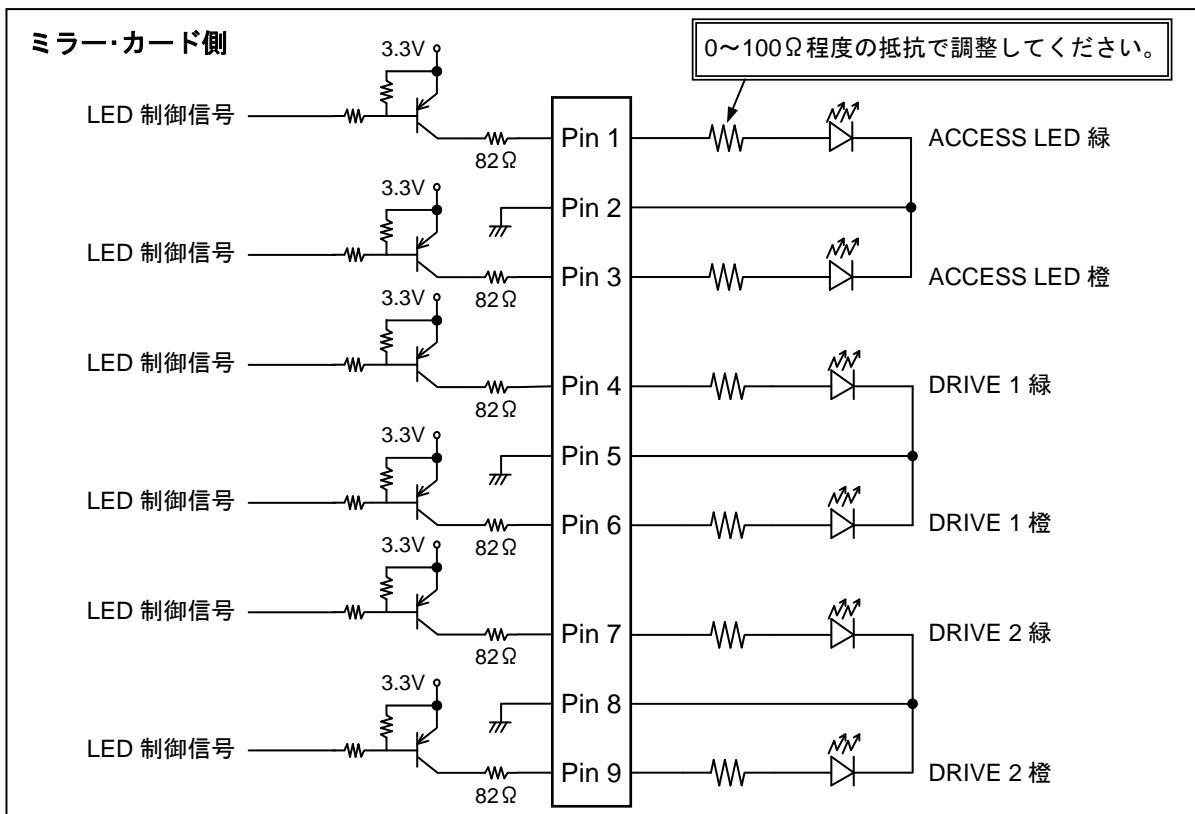 ミラー・カード側
0～100Ω程度の抵抗で調整してください。
3.3V
LED 制御信号
82Ω
Pin 1
ACCESS LED 緑
3.3V
Pin 2
LED 制御信号
82Ω
Pin 3
ACCESS LED 橙
3.3V
LED 制御信号
82Ω
Pin 4
DRIVE 1 緑
3.3V
Pin 5
LED 制御信号
82Ω
Pin 6
DRIVE 1 橙
3.3V
LED 制御信号
82Ω
Pin 7
DRIVE 2 緑
3.3V
Pin 8
LED 制御信号
82Ω
Pin 9
DRIVE 2 橙